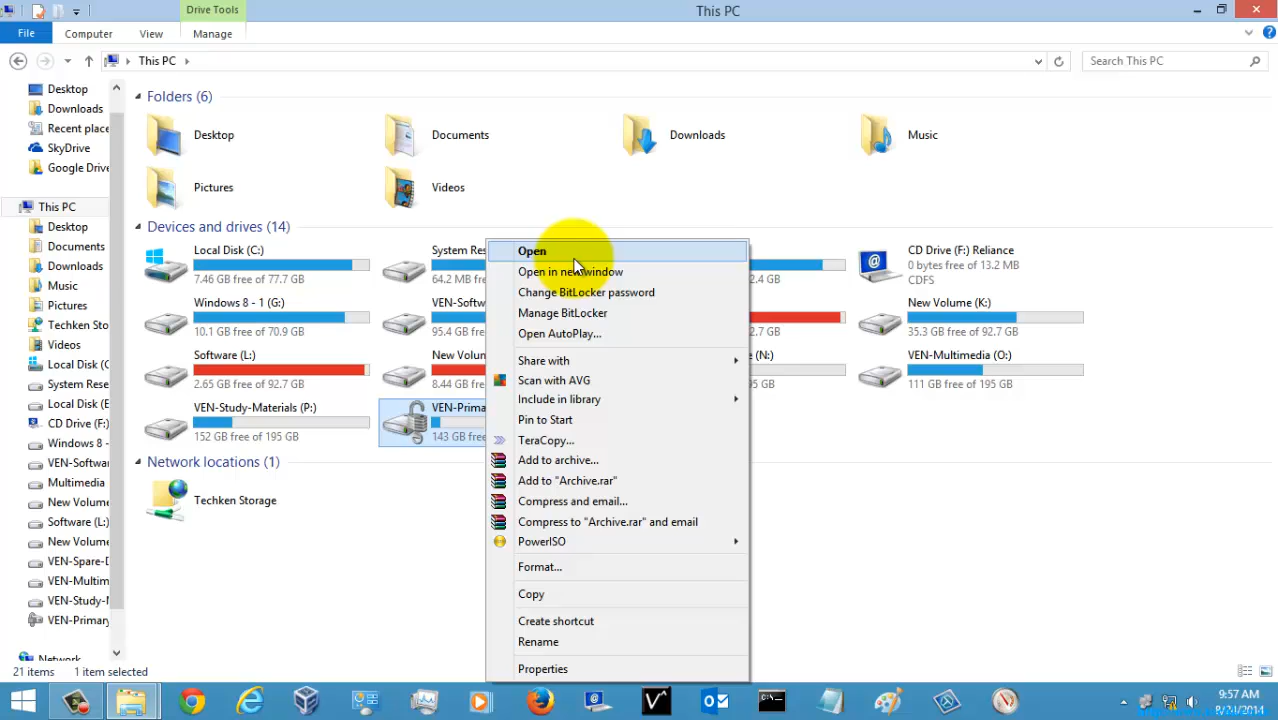 Drive Tools
This PC
File
Computer
View
Manage
This PC
Search This PC
Desktop
Downloads
Recent place
SkyDrive
Google Drive
This PC
Desktop
Documents
Downloads
Music
Pictures
Techken Sto
Videos
Local Disk (C
System Rese
Local Disk (E
CD Drive (F:)
Windows 8 -
VEN-Softwa
Multimedia
New Volume
Software (L:)
New Volume
VEN-Spare-D
VEN-Multim
VEN-Study-M
VEN-Primary
Network
Folders (6)
Desktop
Documents
Downloads
Music
Pictures
Videos
Devices and drives (14)
Local Disk (C:)
7.46 GB free of 77.7 GB
System Res
64.2 MB fre
2.4 GB
CD Drive (F:) Reliance
0 bytes free of 13.2 MB
CDFS
Windows 8 - 1 (G:)
10.1 GB free of 70.9 GB
VEN-Softw
95.4 GB fre
2.7 GB
New Volume (K:)
35.3 GB free of 92.7 GB
Software (L:)
2.65 GB free of 92.7 GB
New Volun
8.44 GB fre
e (N:)
95 GB
VEN-Multimedia (O:)
111 GB free of 195 GB
VEN-Study-Materials (P:)
152 GB free of 195 GB
VEN-Prima
143 GB free
Network locations (1)
Techken Storage
Open
Open in new window
Change BitLocker password
Manage BitLocker
Open AutoPlay...
Share with
Scan with AVG
Include in library
Pin to Start
TeraCopy...
Add to archive...
Add to "Archive.rar"
Compress and email...
Compress to "Archive.rar" and email
PowerISO
Format...
Copy
Create shortcut
Rename
Properties
21 items
1 item selected
9:57 AM